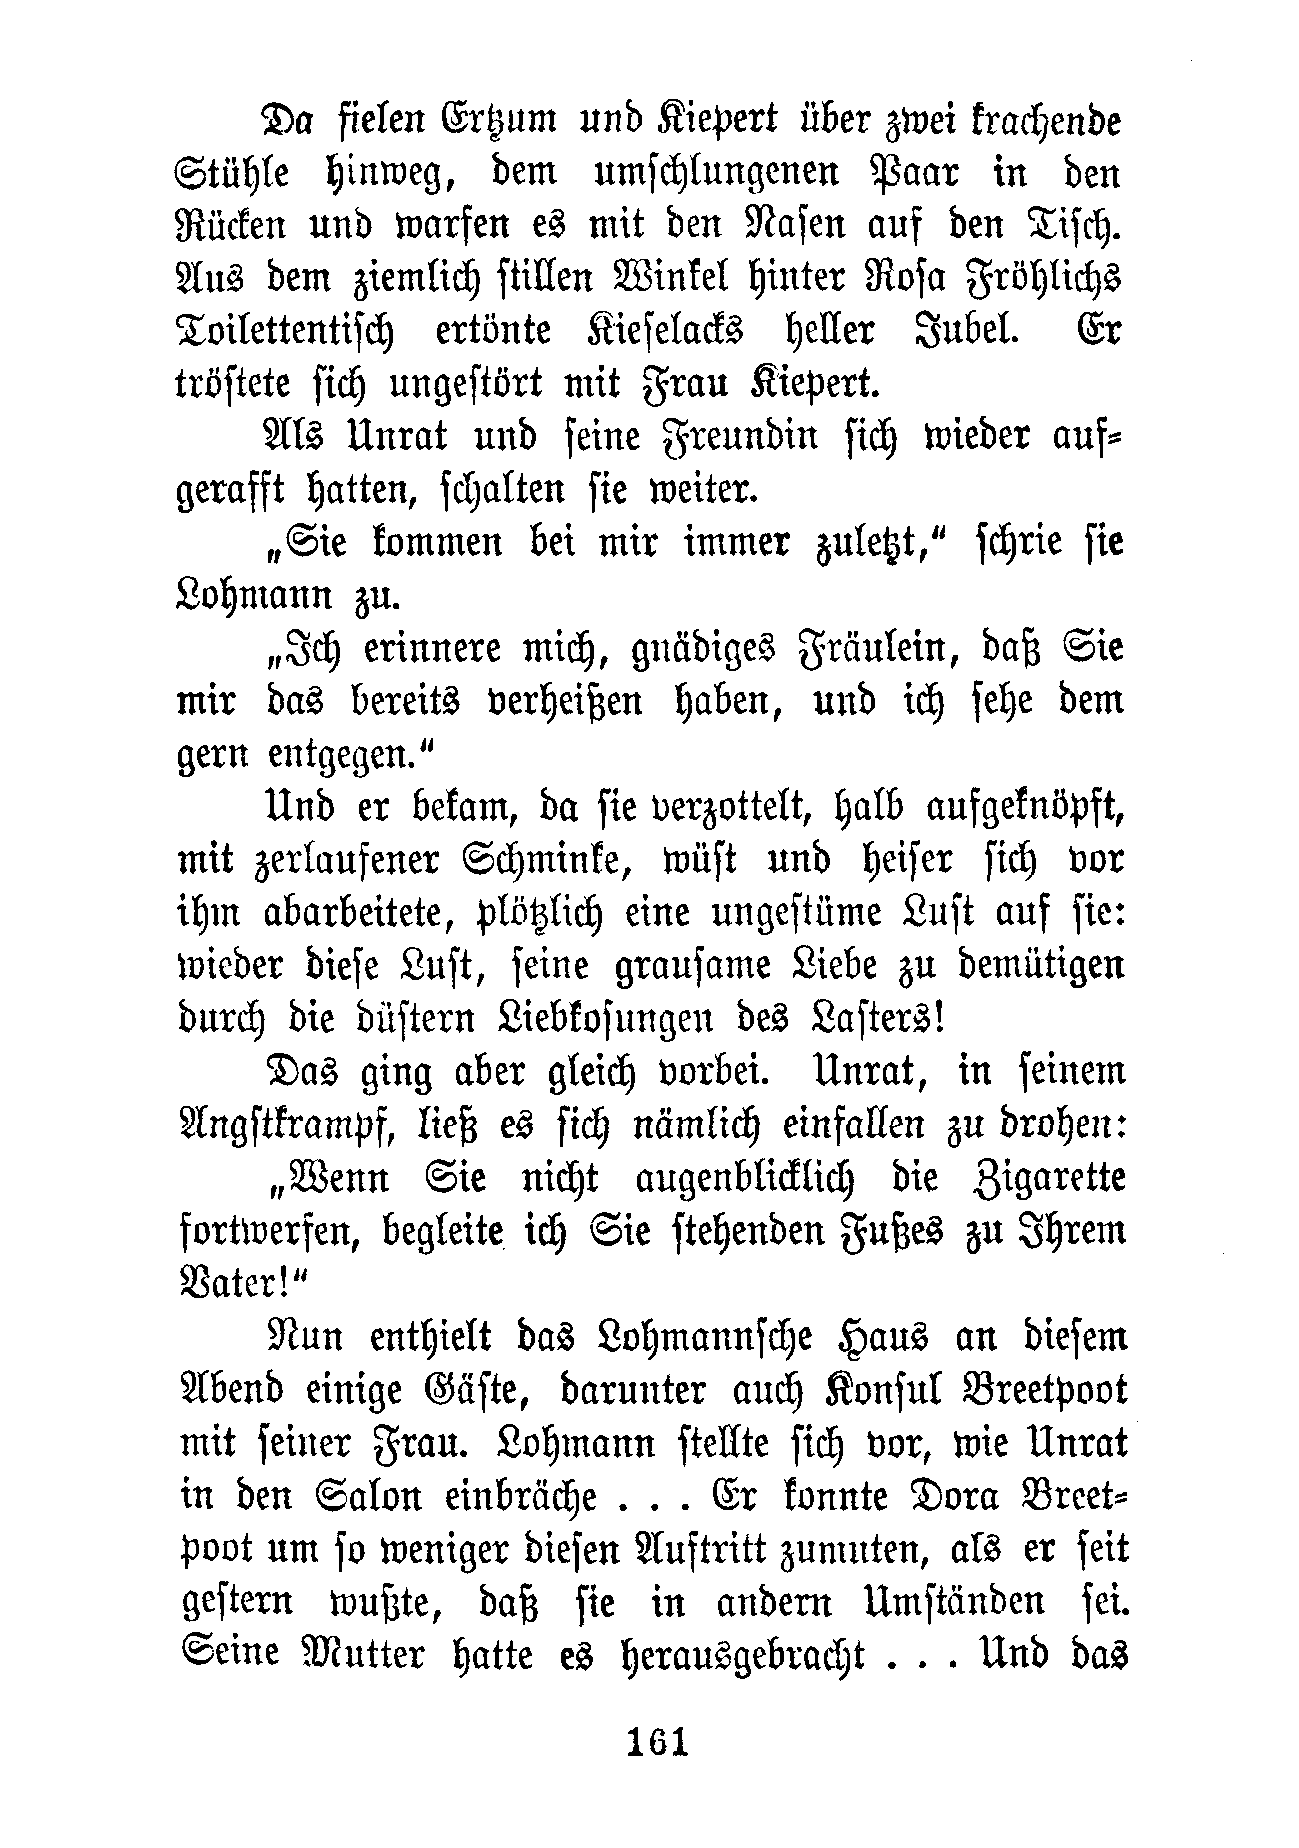 Da fielen Ertzum und Kiepert über zwei krachende
Stühle hinweg, dem umschlungenen Paar in den
Rücken und warfen es mit den Nasen auf den Tisch.
Aus dem ziemlich stillen Winkel hinter Rosa Fröhlichs
Toilettentisch ertönte Kieselacks heller Jubel. Er
tröstete sich ungestört mit Frau Kiepert.
Als Unrat und seine Freundin sich wieder auf-
gerafft hatten, schalten sie weiter.
„Sie kommen bei mir immer zuletzt,“ schrie sie
Lohmann zu.
„Ich erinnere mich, gnädiges Fräulein, daß Sie
mir das bereits verheißen haben, und ich sehe dem
gern entgegen.“
Und er bekam, da sie verzottelt, halb aufgeknöpft,
mit zerlaufener Schminke, wüst und heiser sich vor
ihm abarbeitete, plötzlich eine ungestüme Lust auf sie:
wieder diese Lust, seine grausame Liebe zu demütigen
durch die düstern Liebkosungen des Lasters!
Das ging aber gleich vorbei. Unrat, in seinem
Angstkrampf, ließ es sich nämlich einfallen zu drohen:
„Wenn Sie nicht augenblicklich die Zigarette
fortwerfen, begleite ich Sie stehenden Fußes zu Ihrem
Vater!“
Nun enthielt das Lohmannsche Haus an diesem
Abend einige Gäste, darunter auch Konsul Breetpoot
mit seiner Frau. Lohmann stellte sich vor, wie Unrat
in den Salon einbräche . . . Er konnte Dora Breet-
poot um so weniger diesen Auftritt zumuten, als er seit
gestern wußte, daß sie in andern Umständen sei.
Seine Mutter hatte es herausgebracht . . . Und das
161